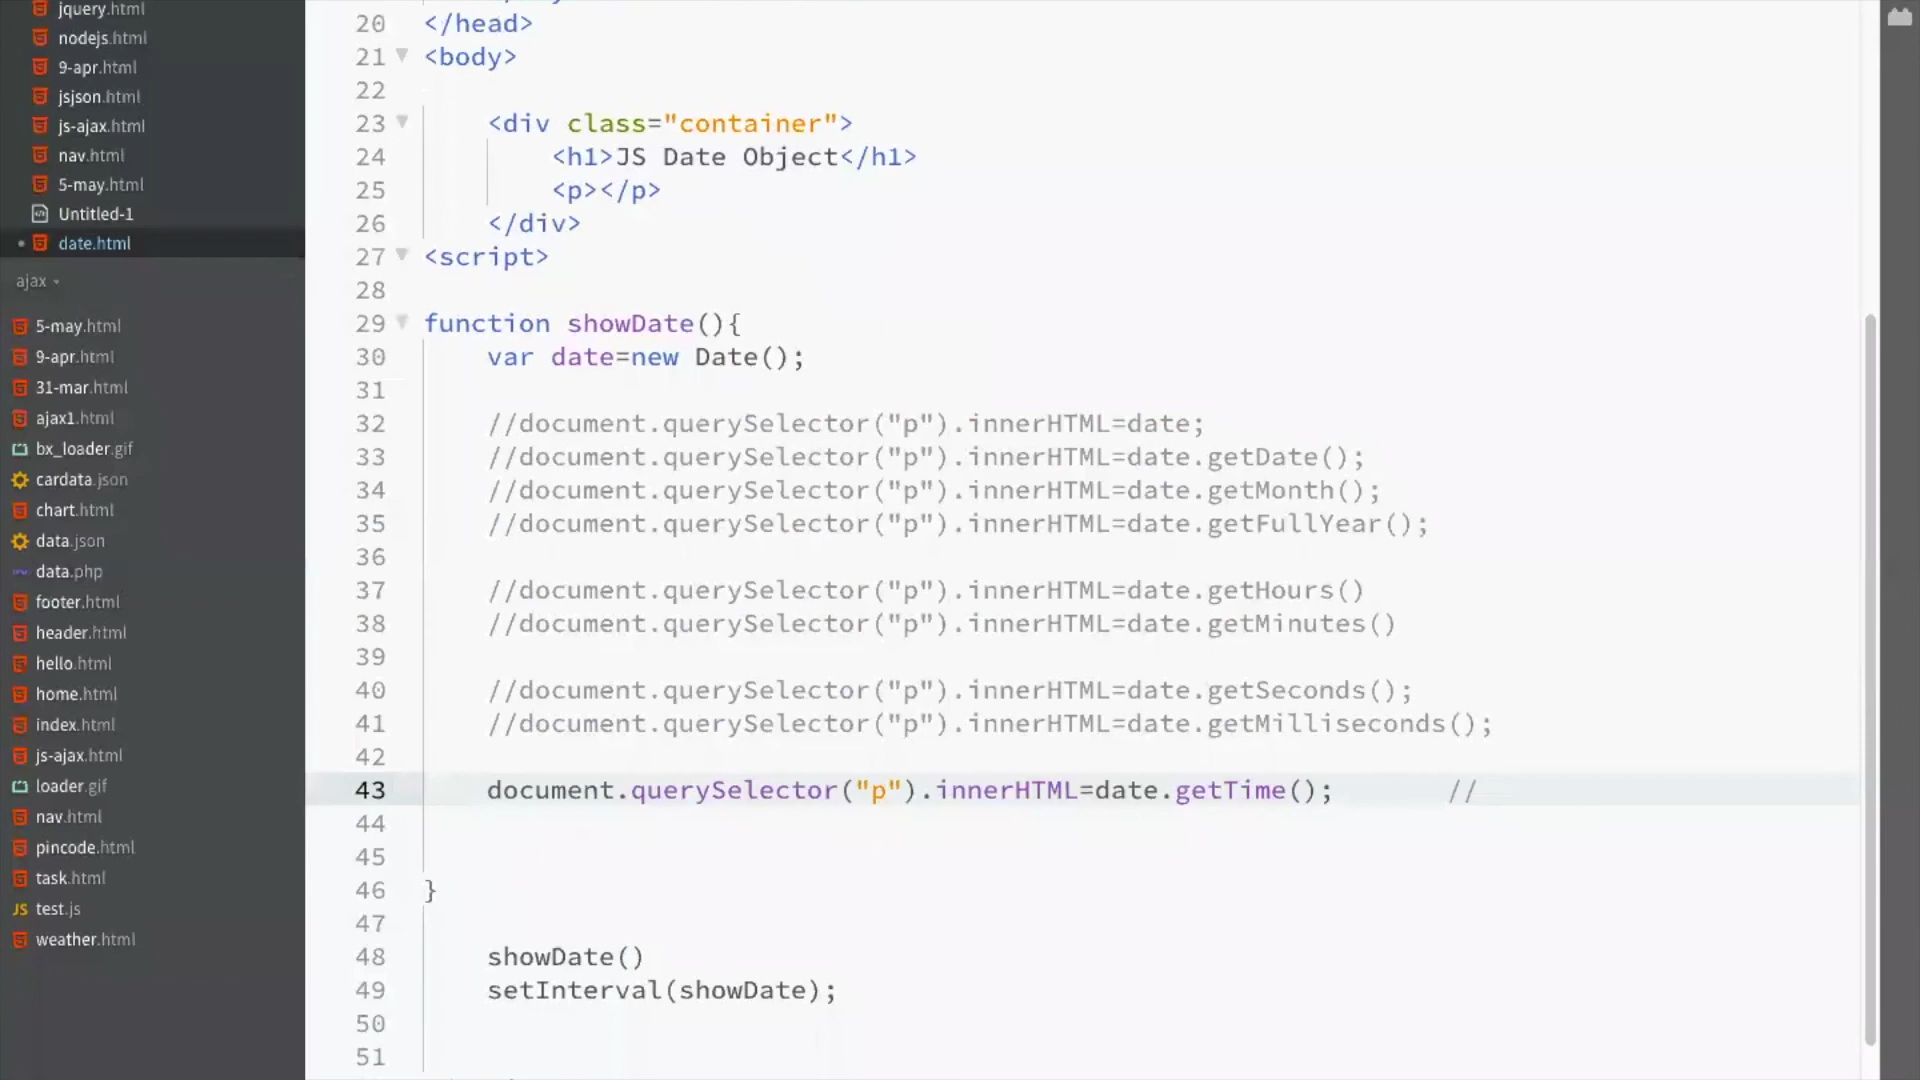 jquery.html
nodejs.html
9-apr.html
jsjson.html
js-ajax.html
nav.html
5-may.html
Untitled-1
date.html
ajax
5-may.html
9-apr.html
31-mar.html
ajax1.html
bx_loader.gif
cardata.json
chart.html
data.json
data.php
footer.html
header.html
hello.html
home.html
index.html
js-ajax.html
loader.gif
nav.html
pincode.html
task.html
JS test.js
weather.html
20 </head>
21 <body>
22
23 <div class="container">
24 <h1>JS Date Object</h1>
25 <p></p>
26 </div>
27 <script>
28
29 function showDate(){
30 var date=new Date();
31
32 //document.querySelector("p").innerHTML=date;
33 //document.querySelector("p").innerHTML=date.getDate();
34 //document.querySelector("p").innerHTML=date.getMonth();
35 //document.querySelector("p").innerHTML=date.getFullYear();
36
37 //document.querySelector("p").innerHTML=date.getHours()
38 //document.querySelector("p").innerHTML=date.getMinutes()
39
40 //document.querySelector("p").innerHTML=date.getSeconds();
41 //document.querySelector("p").innerHTML=date.getMilliseconds();
42
43 document.querySelector("p").innerHTML=date.getTime(); //
44
45
46 }
47
48 showDate()
49 setInterval(showDate);
50
51